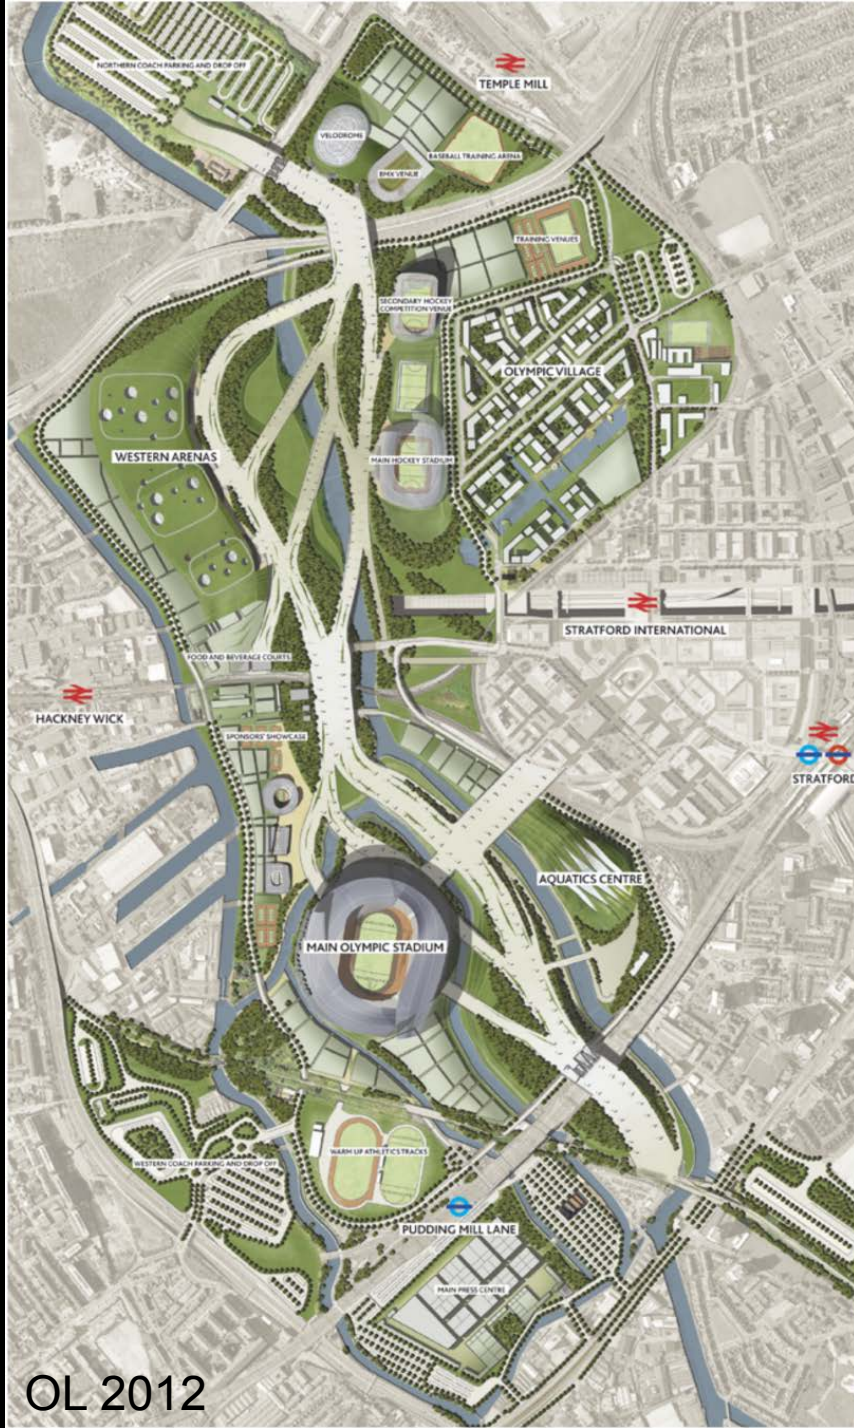 NORTHERN COACH PARKING AND DROP OFF
TEMPLE MILL
VELODROME
BASEBALL TRAINING ARENA
BMX VENUE
TRAINING VENUES
SECONDARY HOCKEY
COMPETITION VENUE
OLYMPIC VILLAGE
WESTERN ARENAS
MAIN HOCKEY STADIUM
STRATFORD INTERNATIONAL
FOOD AND BEVERAGE COURTS
HACKNEY WICK
SPONSORS' SHOWCASE
STRATFORD
AQUATICS CENTRE
MAIN OLYMPIC STADIUM
WARM UP ATHLETICS TRACKS
WESTERN COACH PARKING AND DROP OFF
PUDDING MILL LANE
MAIN PRESS CENTRE
OL 2012